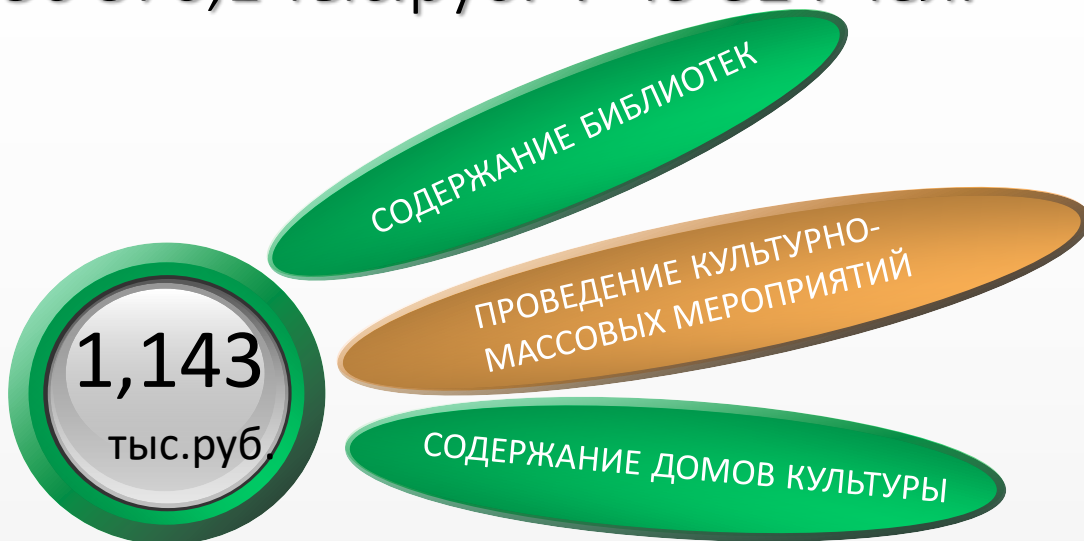 СОДЕРЖАНИЕ БИБЛИОТЕК
ПРОВЕДЕНИЕ КУЛЬТУРНО-
МАССОВЫХ МЕРОПРИЯТИЙ
1,143
тыс.руб.
СОДЕРЖАНИЕ ДОМОВ КУЛЬТУРЫ